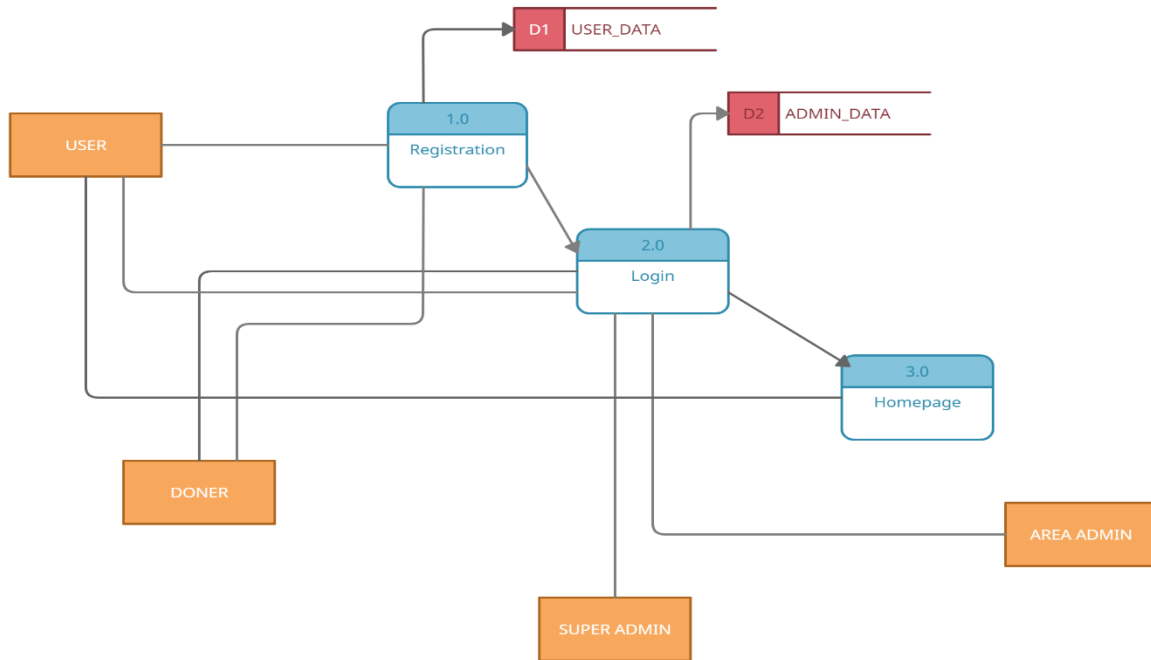 D1 USER_DATA
D2 ADMIN_DATA
1.0
USER
Registration
2.0
Login
3.0
Homepage
DONER
AREA ADMIN
SUPER ADMIN